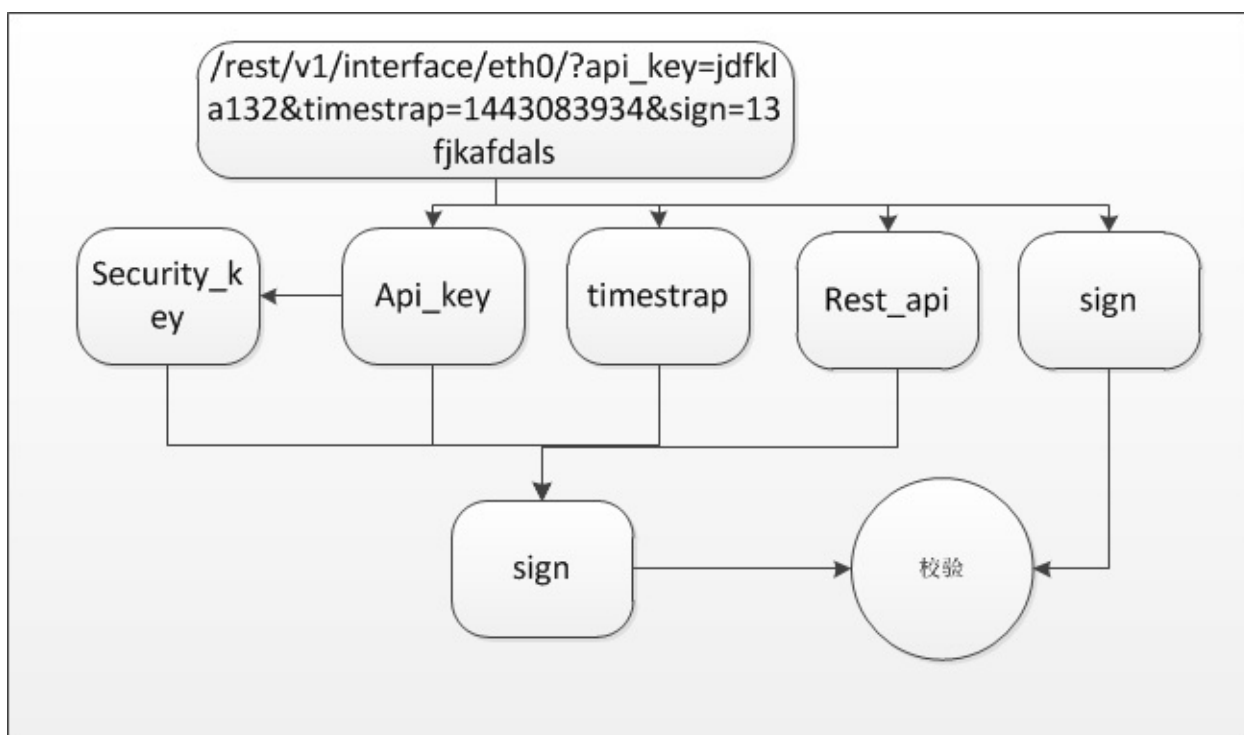 /rest/v1/interface/eth0/?api_key=jdfkl
a132&timestrap=1443083934&sign=13
fjkafdals
Security_k
ey
Api_key
timestrap
Rest_api
sign
sign
校验